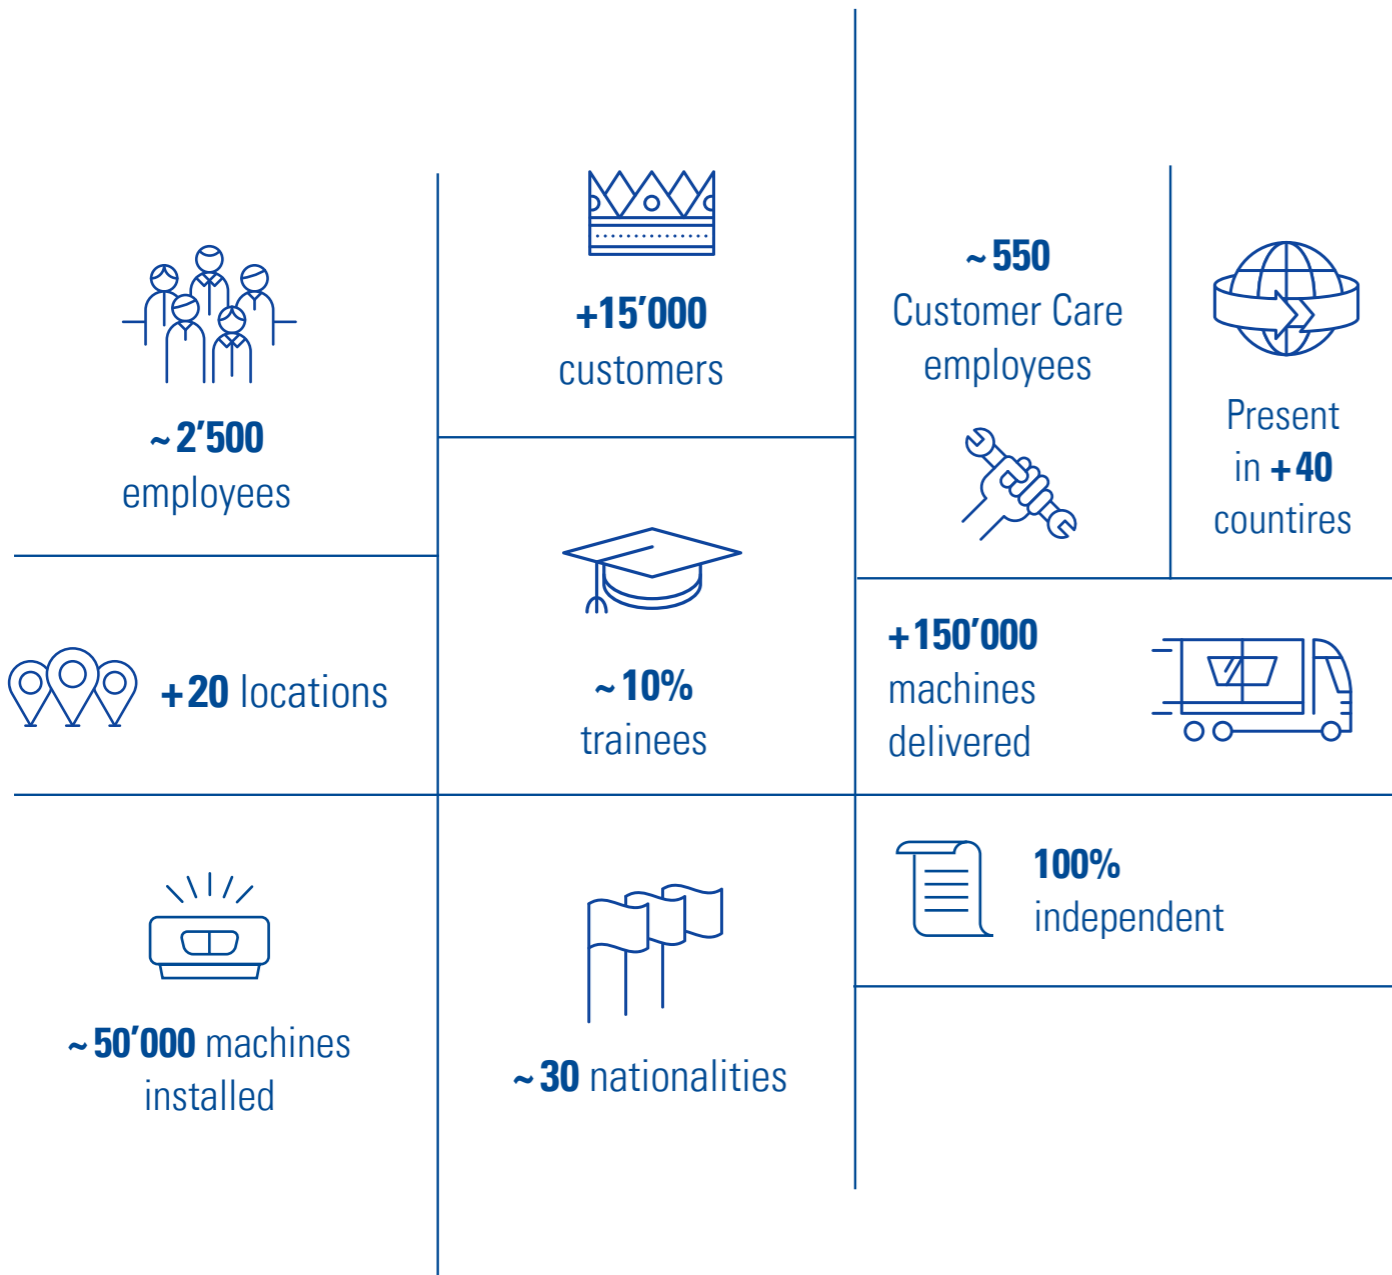 ~2’500
employees
+15’000
customers
~550
Customer Care
employees
Present
in +40
countires
+20 locations
~10%
trainees
+150’000
machines
delivered
~50’000 machines
installed
~30 nationalities
100%
independent